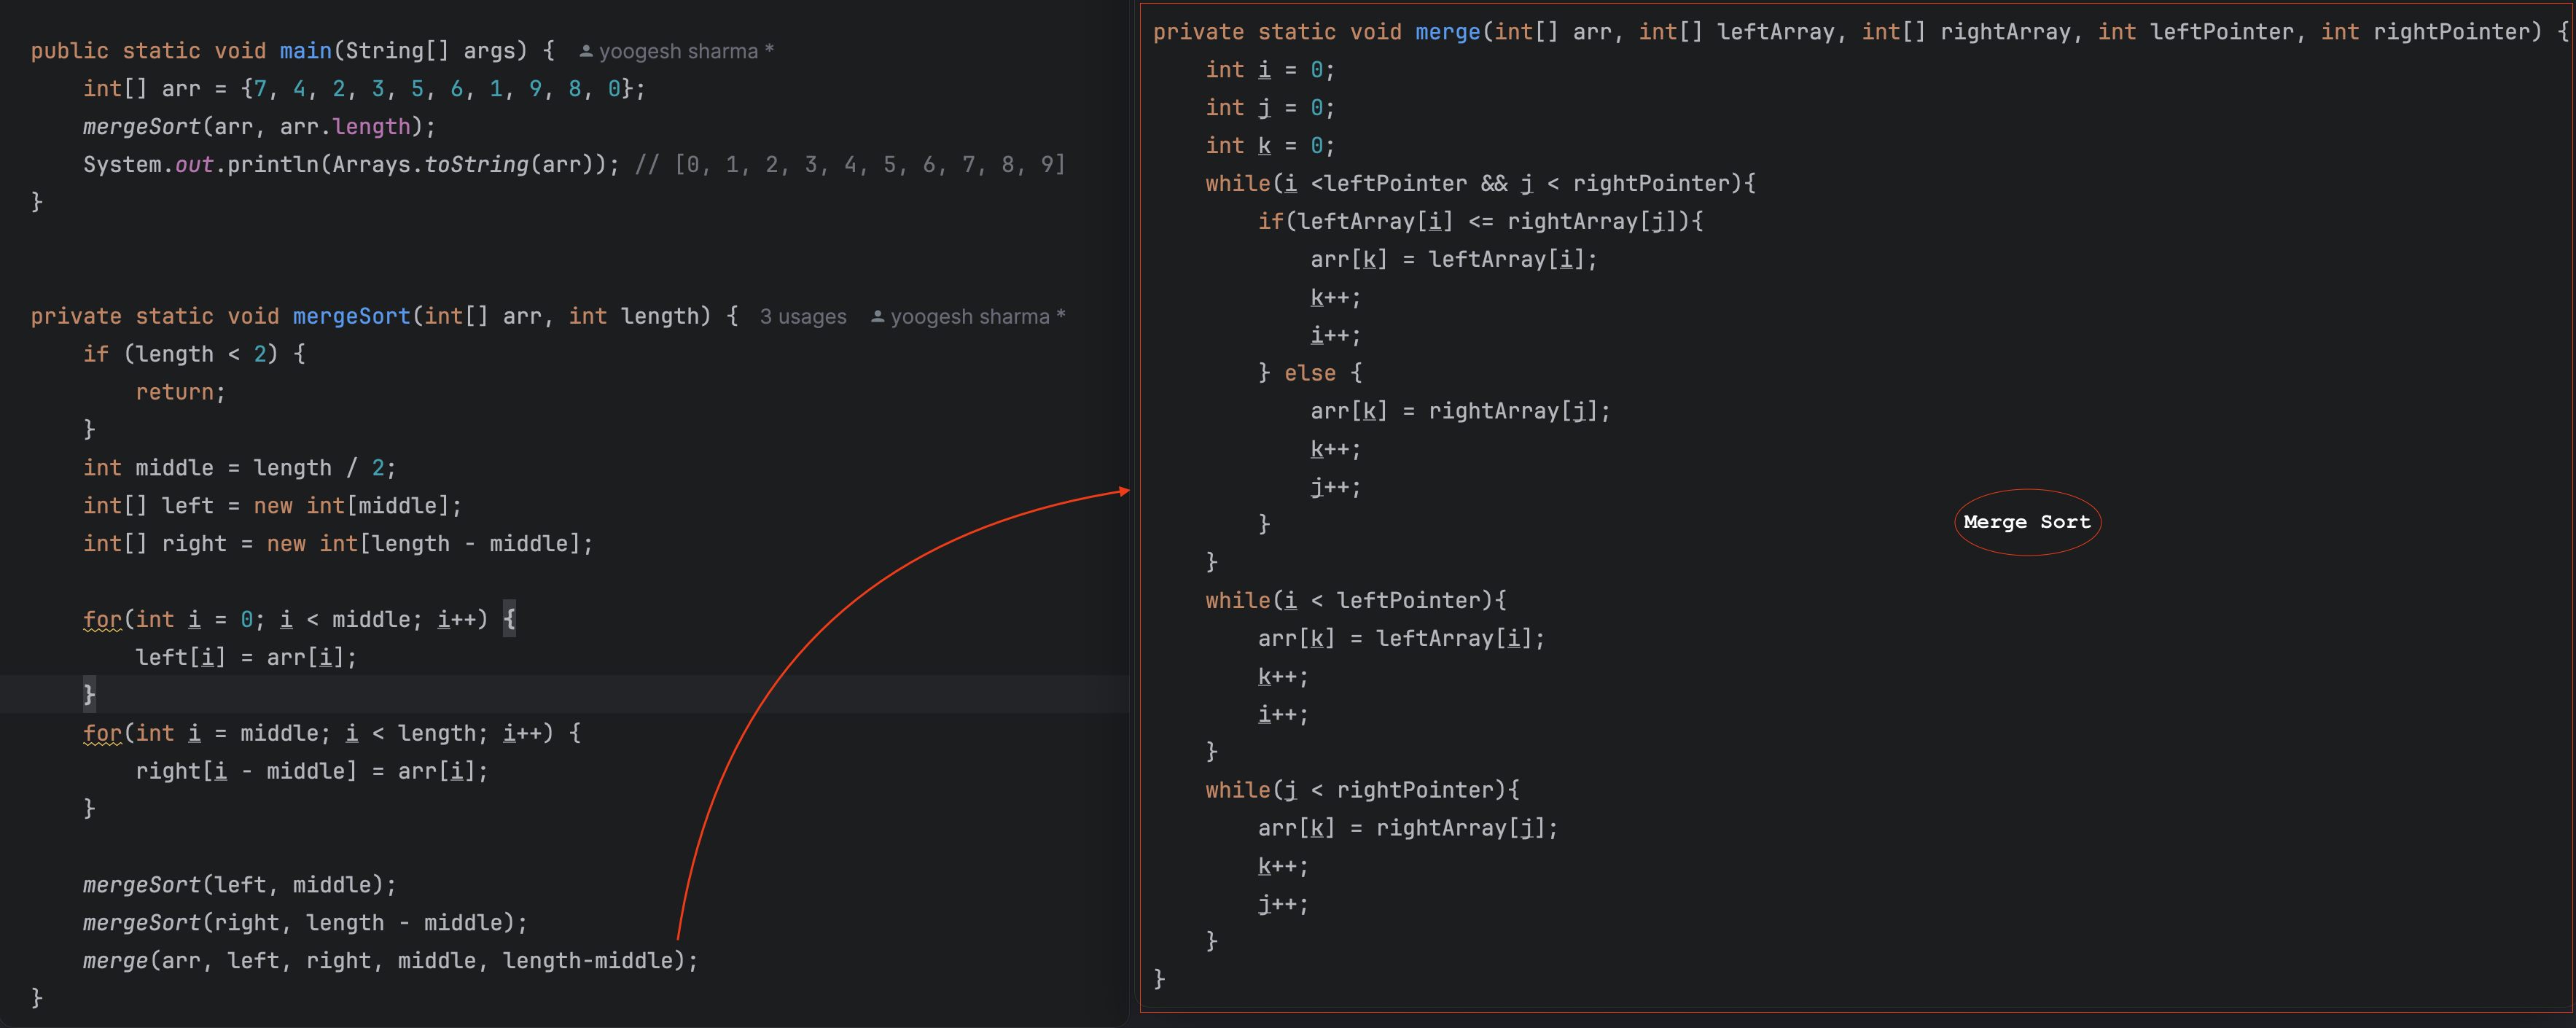 public static void main(String[] args) { yoogesh sharma *
    int[] arr = {7, 4, 2, 3, 5, 6, 1, 9, 8, 0};
    mergeSort(arr, arr.length);
    System.out.println(Arrays.toString(arr)); // [0, 1, 2, 3, 4, 5, 6, 7, 8, 9]
}
private static void mergeSort(int[] arr, int length) { 3 usages yoogesh sharma *
    if (length < 2) {
        return;
    }
    int middle = length / 2;
    int[] left = new int[middle];
    int[] right = new int[length - middle];
    for(int i = 0; i < middle; i++) {
        left[i] = arr[i];
    }
    for(int i = middle; i < length; i++) {
        right[i - middle] = arr[i];
    }
    mergeSort(left, middle);
    mergeSort(right, length - middle);
    merge(arr, left, right, middle, length-middle);
}
private static void merge(int[] arr, int[] leftArray, int[] rightArray, int leftPointer, int rightPointer) {
    int i = 0;
    int j = 0;
    int k = 0;
    while(i <leftPointer && j < rightPointer){
        if(leftArray[i] <= rightArray[j]){
            arr[k] = leftArray[i];
            k++;
            i++;
        } else {
            arr[k] = rightArray[j];
            k++;
            j++;
        }
    }
    while(i < leftPointer){
        arr[k] = leftArray[i];
        k++;
        i++;
    }
    while(j < rightPointer){
        arr[k] = rightArray[j];
        k++;
        j++;
    }
}
Merge Sort